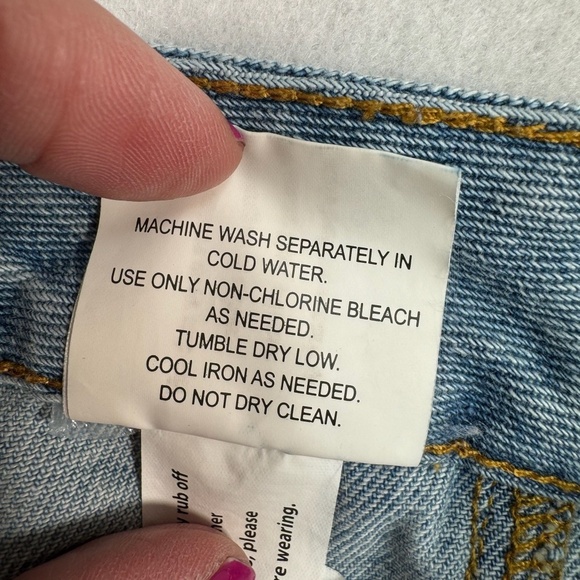 MACHINE WASH SEPARATELY IN
COLD WATER.
USE ONLY NON-CHLORINE BLEACH
AS NEEDED.
TUMBLE DRY LOW.
COOL IRON AS NEEDED.
DO NOT DRY CLEAN.
rub off
please
wearing.